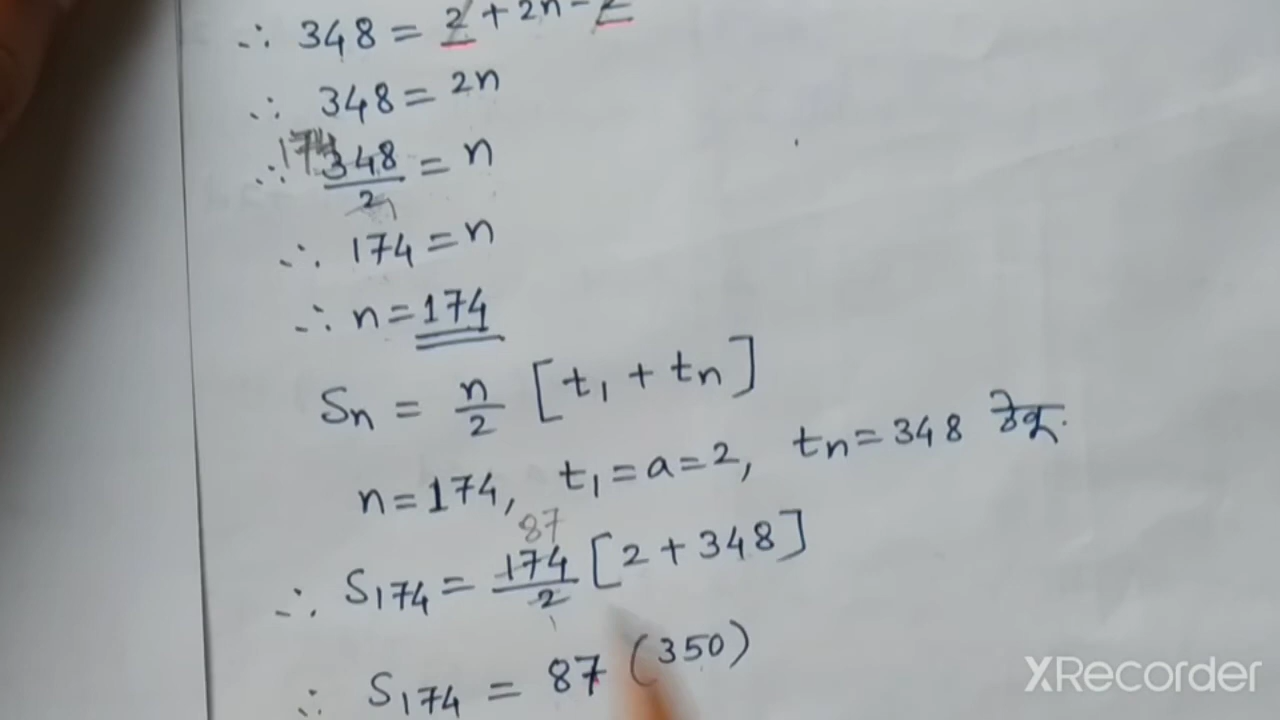 ∴ 348 = 2 + 2n - 2
∴ 348 = 2n
174
∴ 348/2 = n
∴ 174 = n
∴ n = 174
Sn = n/2 [t₁ + tn]
n = 174, t₁ = a = 2, tn = 348
87
∴ S174 = 174/2 [2 + 348]
∴ S174 = 87 (350)
XRecorder